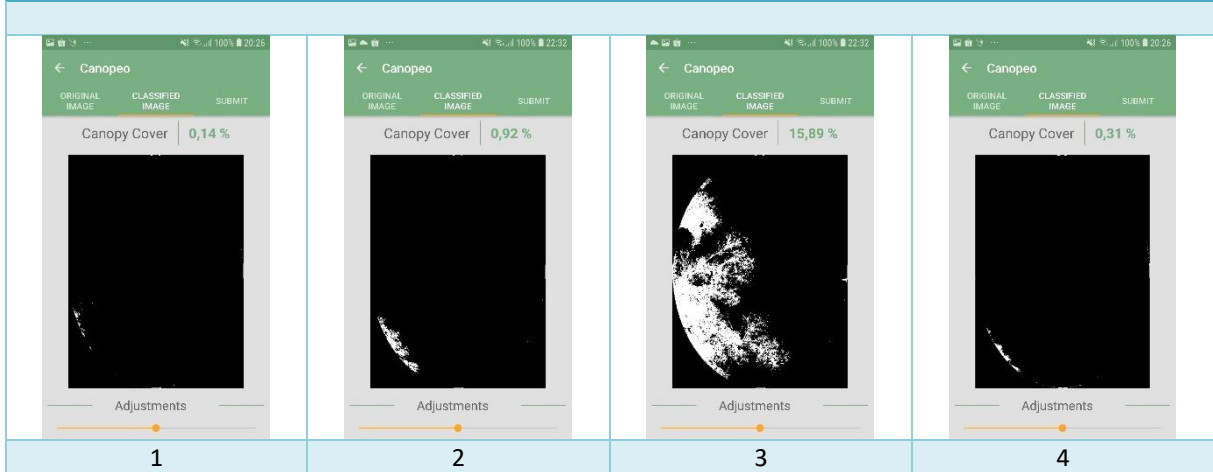 20:26
100%
Canopeo
ORIGINAL IMAGE
CLASSIFIED IMAGE
SUBMIT
Canopy Cover 0,14 %
Adjustments
1
22:32
100%
Canopeo
ORIGINAL IMAGE
CLASSIFIED IMAGE
SUBMIT
Canopy Cover 0,92 %
Adjustments
2
22:32
100%
Canopeo
ORIGINAL IMAGE
CLASSIFIED IMAGE
SUBMIT
Canopy Cover 15,89 %
Adjustments
3
20:26
100%
Canopeo
ORIGINAL IMAGE
CLASSIFIED IMAGE
SUBMIT
Canopy Cover 0,31 %
Adjustments
4